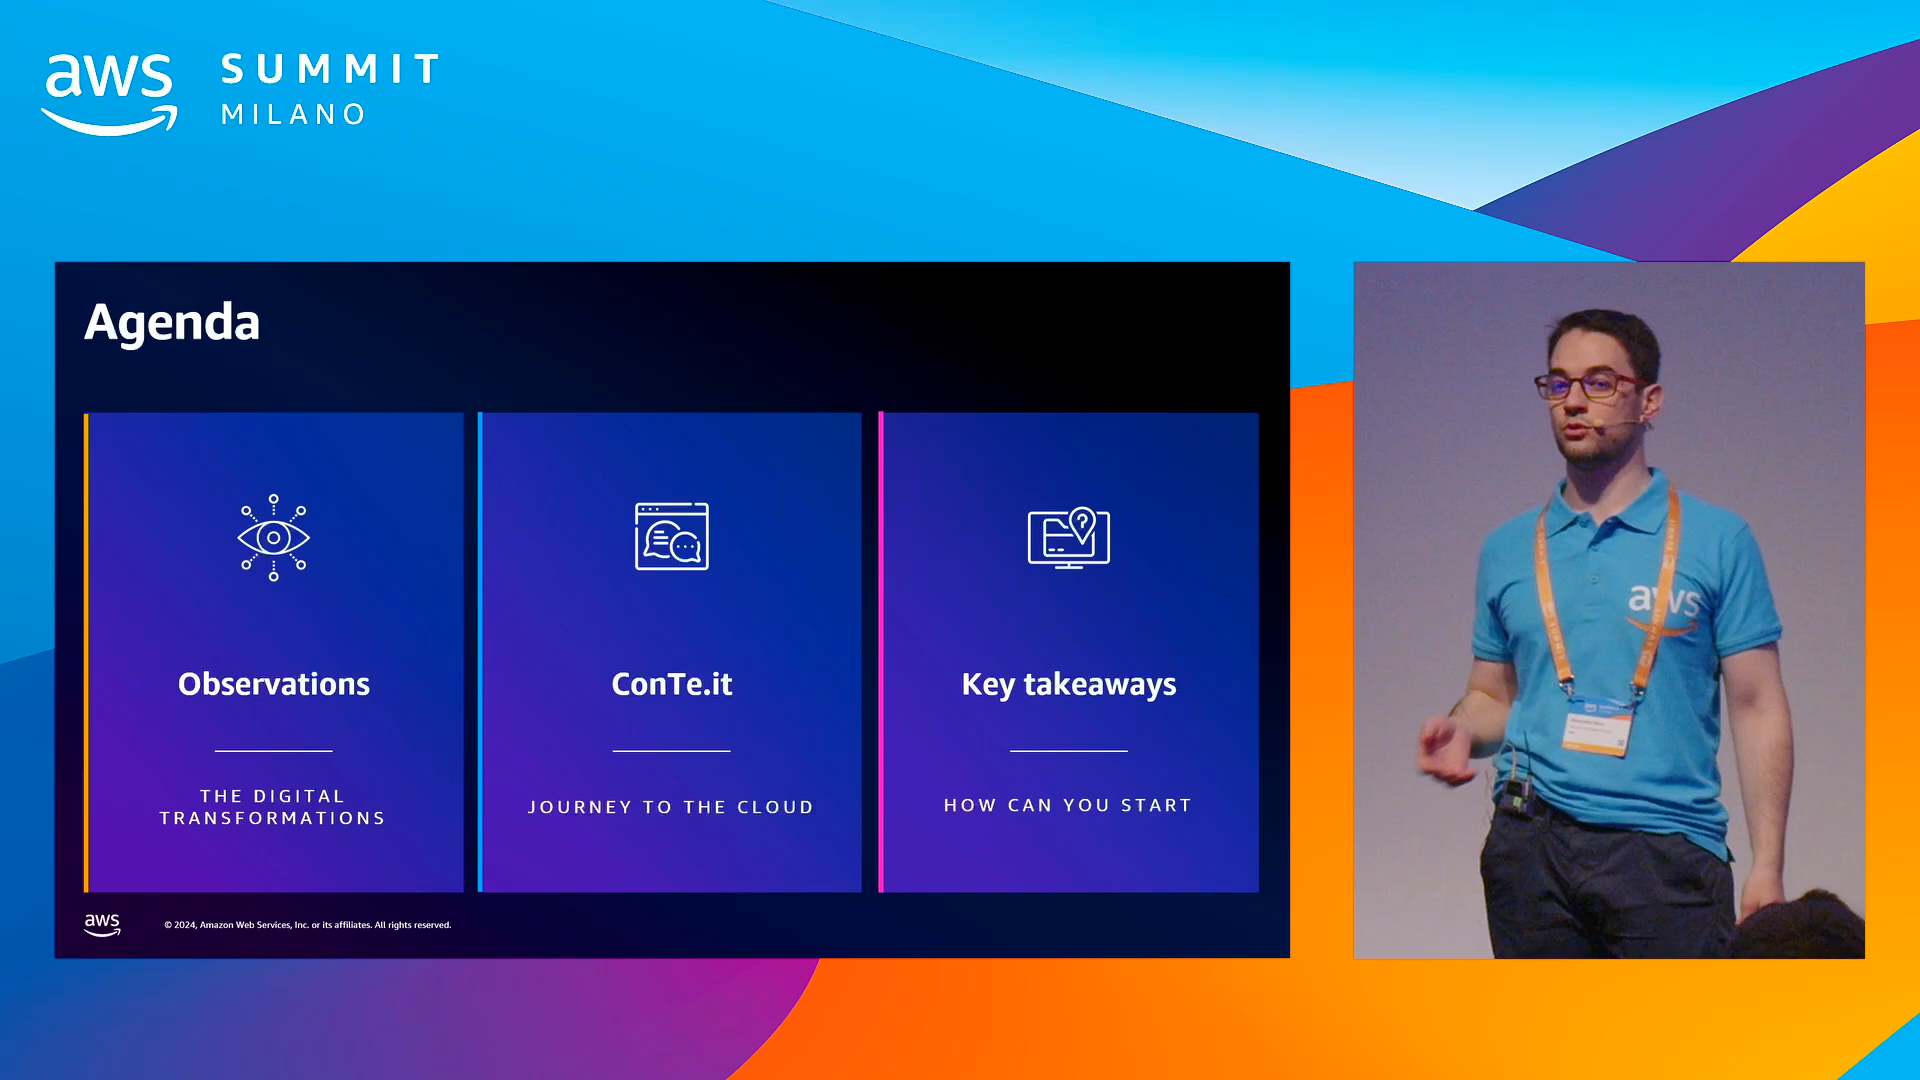 aws
SUMMIT
MILANO
Agenda
Observations
THE DIGITAL
TRANSFORMATIONS
ConTe.it
JOURNEY TO THE CLOUD
Key takeaways
HOW CAN YOU START
aws
© 2024, Amazon Web Services, Inc. or its affiliates. All rights reserved.
aws